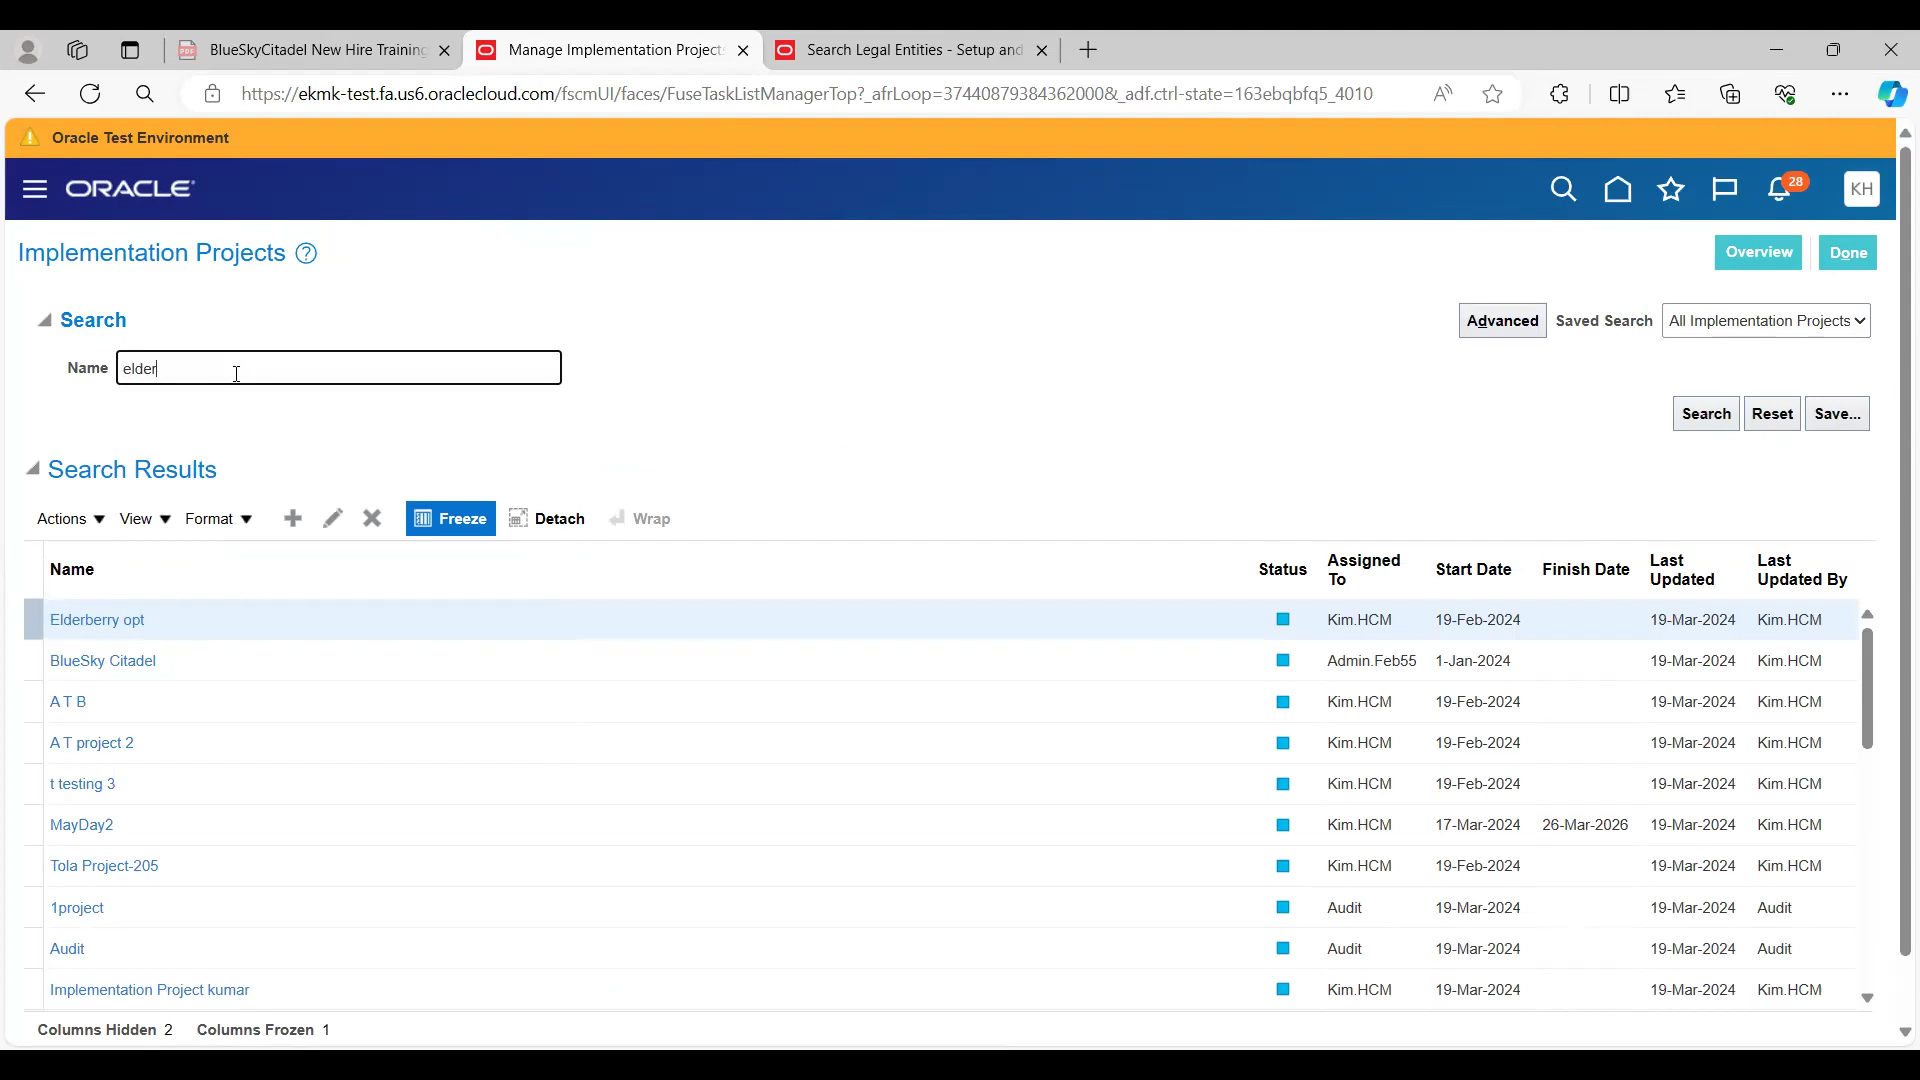 BlueSkyCitadel New Hire Training
Manage Implementation Projects
Search Legal Entities - Setup and
https://ekmk-test.fa.us6.oraclecloud.com/fscmUI/faces/FuseTaskListManagerTop?_afrLoop=37440879384362000&_adf.ctrl-state=163ebqbfq5_4010
Oracle Test Environment
ORACLE
28
KH
Implementation Projects
Overview
Done
Search
Advanced
Saved Search
All Implementation Projects
Name
elder
Search
Reset
Save...
Search Results
Actions
View
Format
Freeze
Detach
Wrap
Name Status Assigned To Start Date Finish Date Last Updated Last Updated By
Elderberry opt Kim.HCM 19-Feb-2024 19-Mar-2024 Kim.HCM
BlueSky Citadel Admin.Feb55 1-Jan-2024 19-Mar-2024 Kim.HCM
A T B Kim.HCM 19-Feb-2024 19-Mar-2024 Kim.HCM
A T project 2 Kim.HCM 19-Feb-2024 19-Mar-2024 Kim.HCM
t testing 3 Kim.HCM 19-Feb-2024 19-Mar-2024 Kim.HCM
MayDay2 Kim.HCM 17-Mar-2024 26-Mar-2026 19-Mar-2024 Kim.HCM
Tola Project-205 Kim.HCM 19-Feb-2024 19-Mar-2024 Kim.HCM
1project Audit 19-Mar-2024 19-Mar-2024 Audit
Audit Audit 19-Mar-2024 19-Mar-2024 Audit
Implementation Project kumar Kim.HCM 19-Mar-2024 19-Mar-2024 Kim.HCM
Columns Hidden 2 Columns Frozen 1